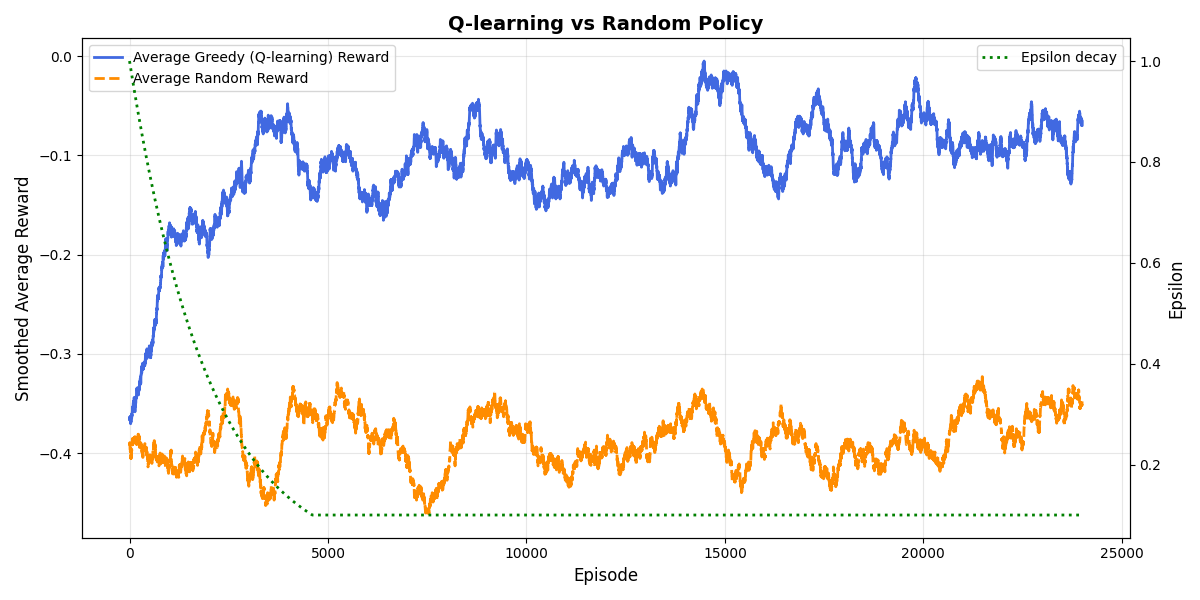 Q-learning vs Random Policy
Average Greedy (Q-learning) Reward
Average Random Reward
Epsilon decay
Smoothed Average Reward
0.0
−0.1
−0.2
−0.3
−0.4
1.0
0.8
0.6
0.4
0.2
Epsilon
0 5000 10000 15000 20000 25000
Episode